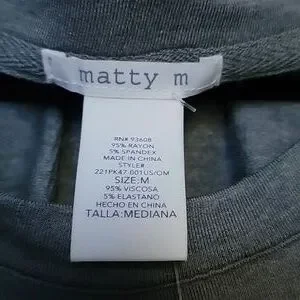 matty m
RN# 93608
95% RAYON
5% SPANDEX
MADE IN CHINA
STYLE#
221PK47-001US/OM
SIZE:M
95% VISCOSA
5% ELASTANO
HECHO EN CHINA
TALLA:MEDIANA